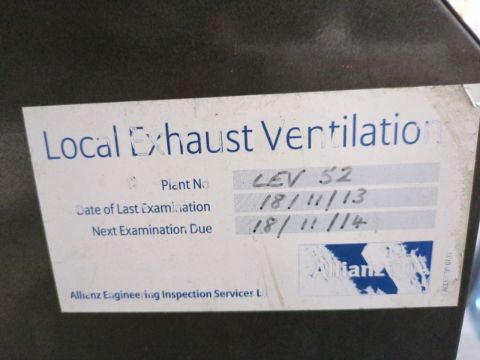 Local Exhaust Ventilation
Plant No LEV 52
Date of Last Examination 18/11/13
Next Examination Due 18/11/14
Allianz
Allianz Engineering Inspection Services